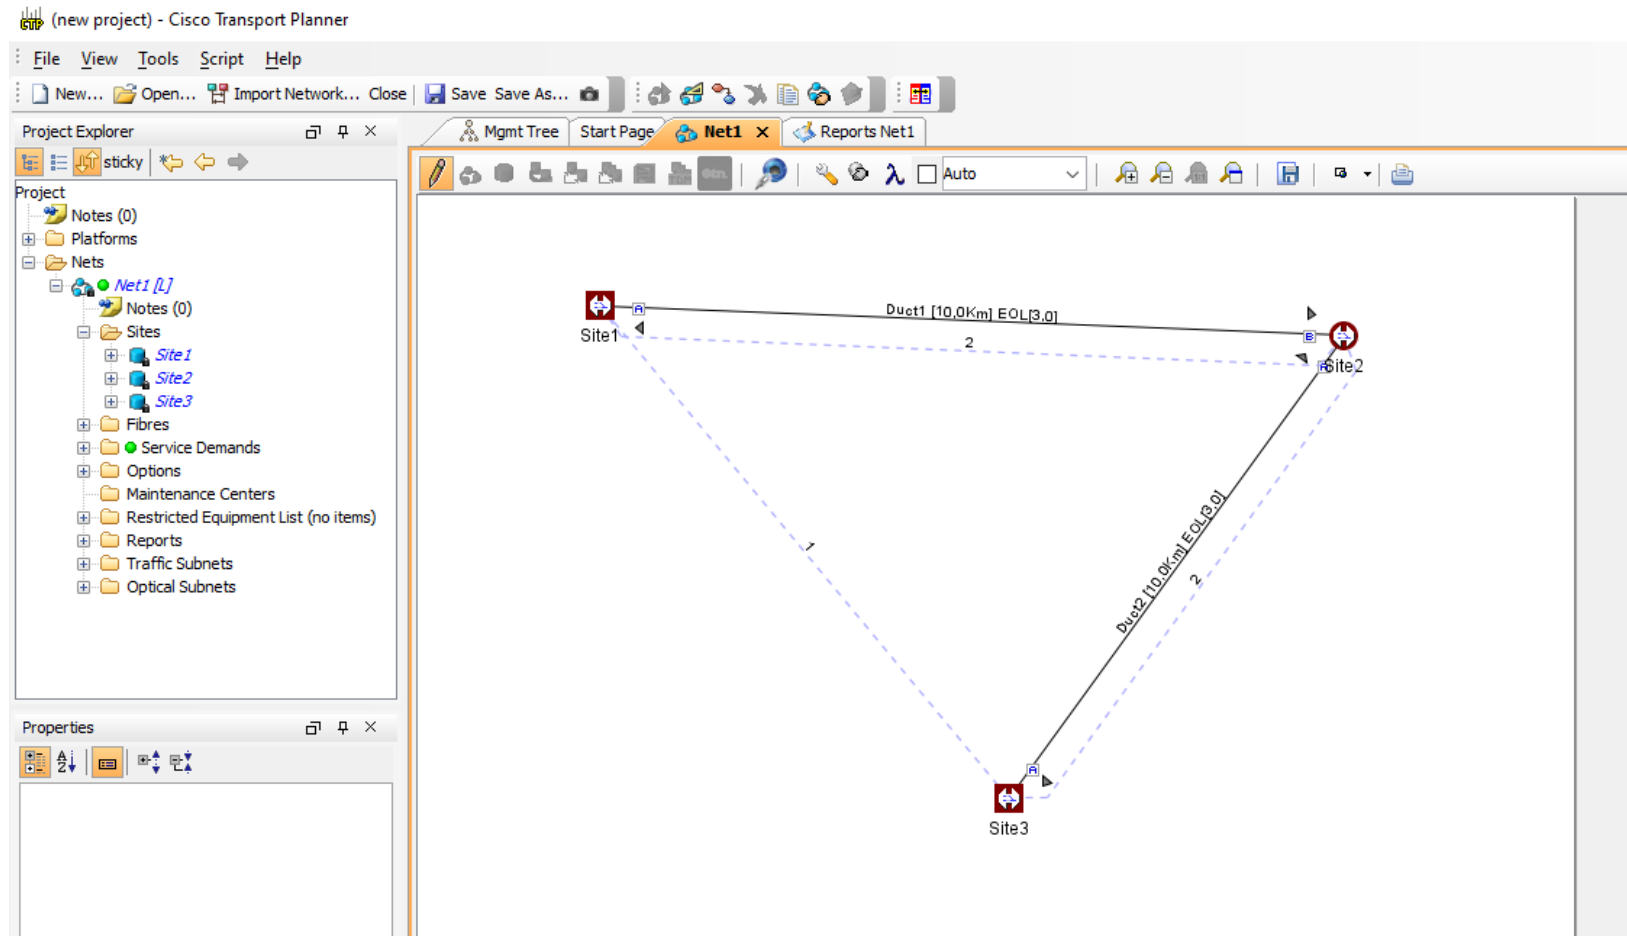 (new project) - Cisco Transport Planner
File View Tools Script Help
New... Open... Import Network... Close Save Save As...
Project Explorer
Mgmt Tree Start Page Net1 Reports Net1
sticky
Auto
Project
Notes (0)
Platforms
Nets
Net1 [L]
Notes (0)
Sites
Site1
Site2
Site3
Fibres
Service Demands
Options
Maintenance Centers
Restricted Equipment List (no items)
Reports
Traffic Subnets
Optical Subnets
Properties
A
Duct1 [10,0Km] EOL[3,0]
B
Site1
2
A
Site2
1
Duct2 [10,0Km] EOL[3,0]
2
A
Site3